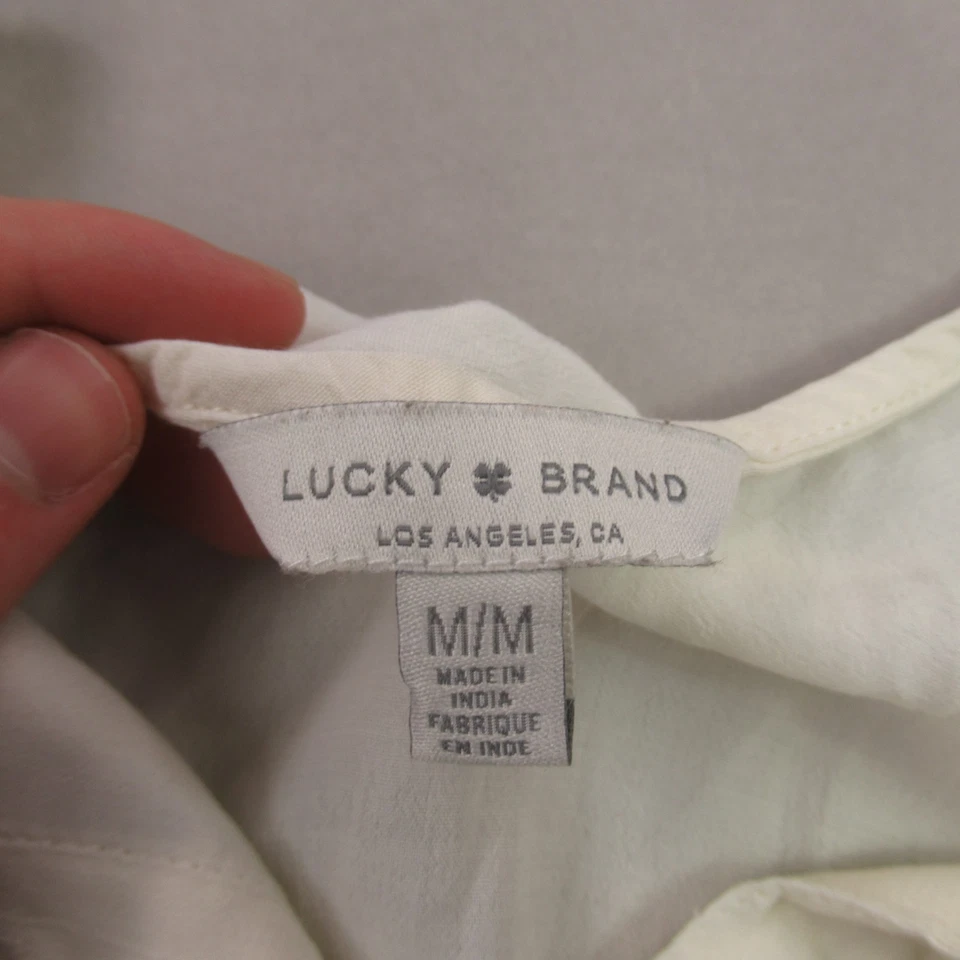 LUCKY BRAND
LOS ANGELES, CA
M/M
MADE IN
INDIA
FABRIQUE
EN INDE